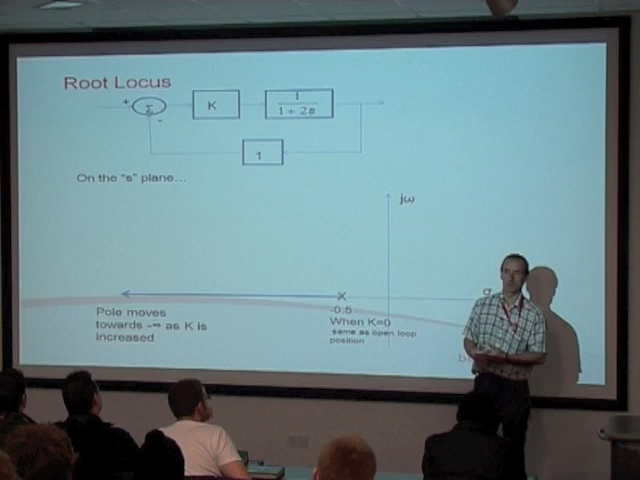 Root Locus
+
Σ
-
K
1
1 + 2s
1
On the "s" plane...
jω
σ
-0.5
Pole moves
towards -∞ as K is
increased
When K=0
same as open loop
position